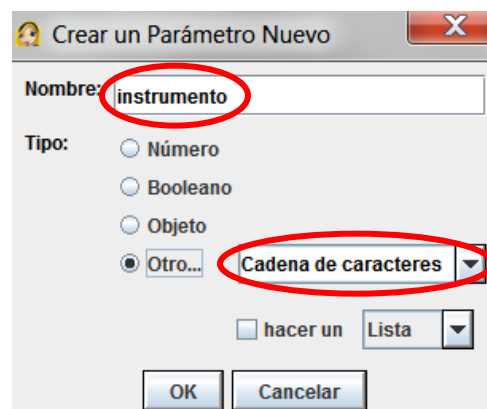 Crear un Parámetro Nuevo
Nombre: instrumento
Tipo: Número
Booleano
Objeto
Otro... Cadena de caracteres
hacer un Lista
OK Cancelar